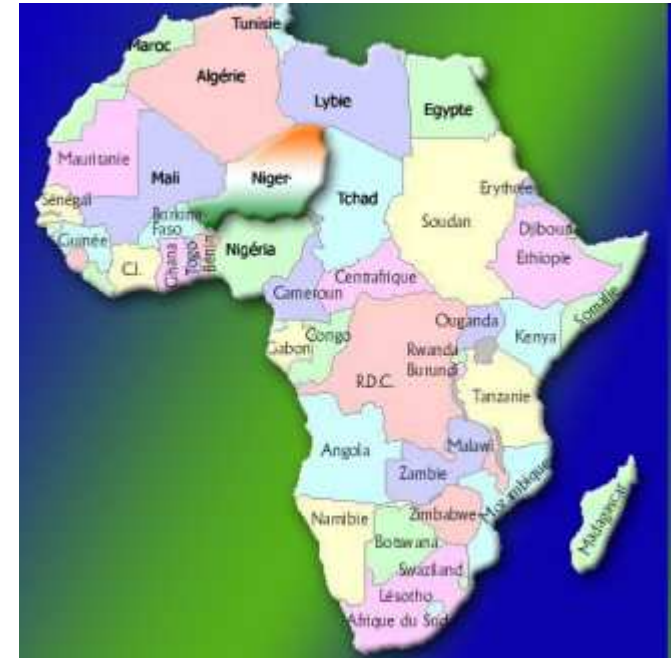 Tunisie
Maroc
Algérie
Lybie
Egypte
Mauritanie
Mali
Niger
Tchad
Soudan
Erythrée
Sénégal
Burkina
Faso
Djibouti
Guinée
Nigéria
Ethiopie
C.I.
Ghana
Togo
Bénin
Centrafrique
Cameroun
Somalie
Ouganda
Congo
Gabon
Kenya
Rwanda
Burundi
R.D.C.
Tanzanie
Angola
Malawi
Zambie
Mozambique
Madagascar
Namibie
Zimbabwe
Botswana
Swaziland
Lésotho
Afrique du Sud